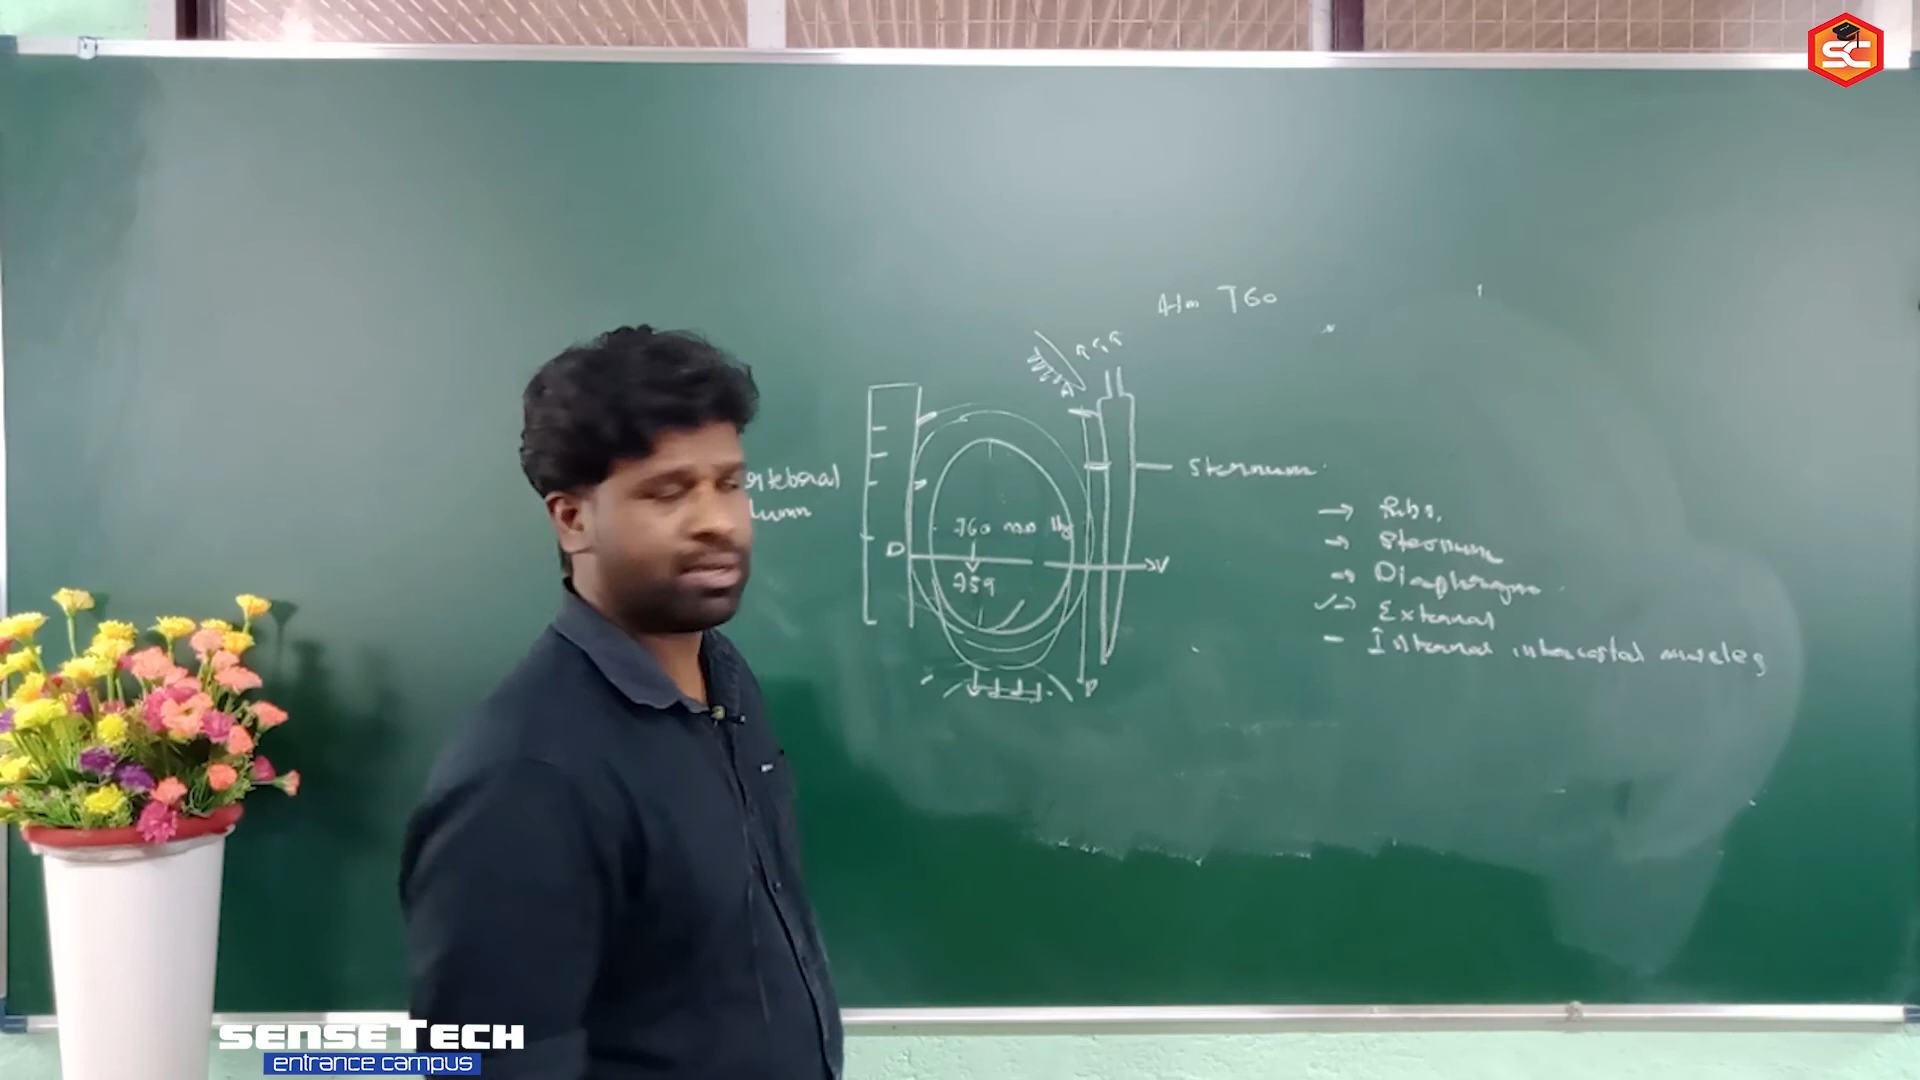 SC
Atm 760
ertebral
lumn
Sternum
760 mm Hg
D
V
759
→ Ribs,
→ Sternum
→ Diaphragm
✓→ External
- Internal intercostal muscles
SENSETECH
entrance campus